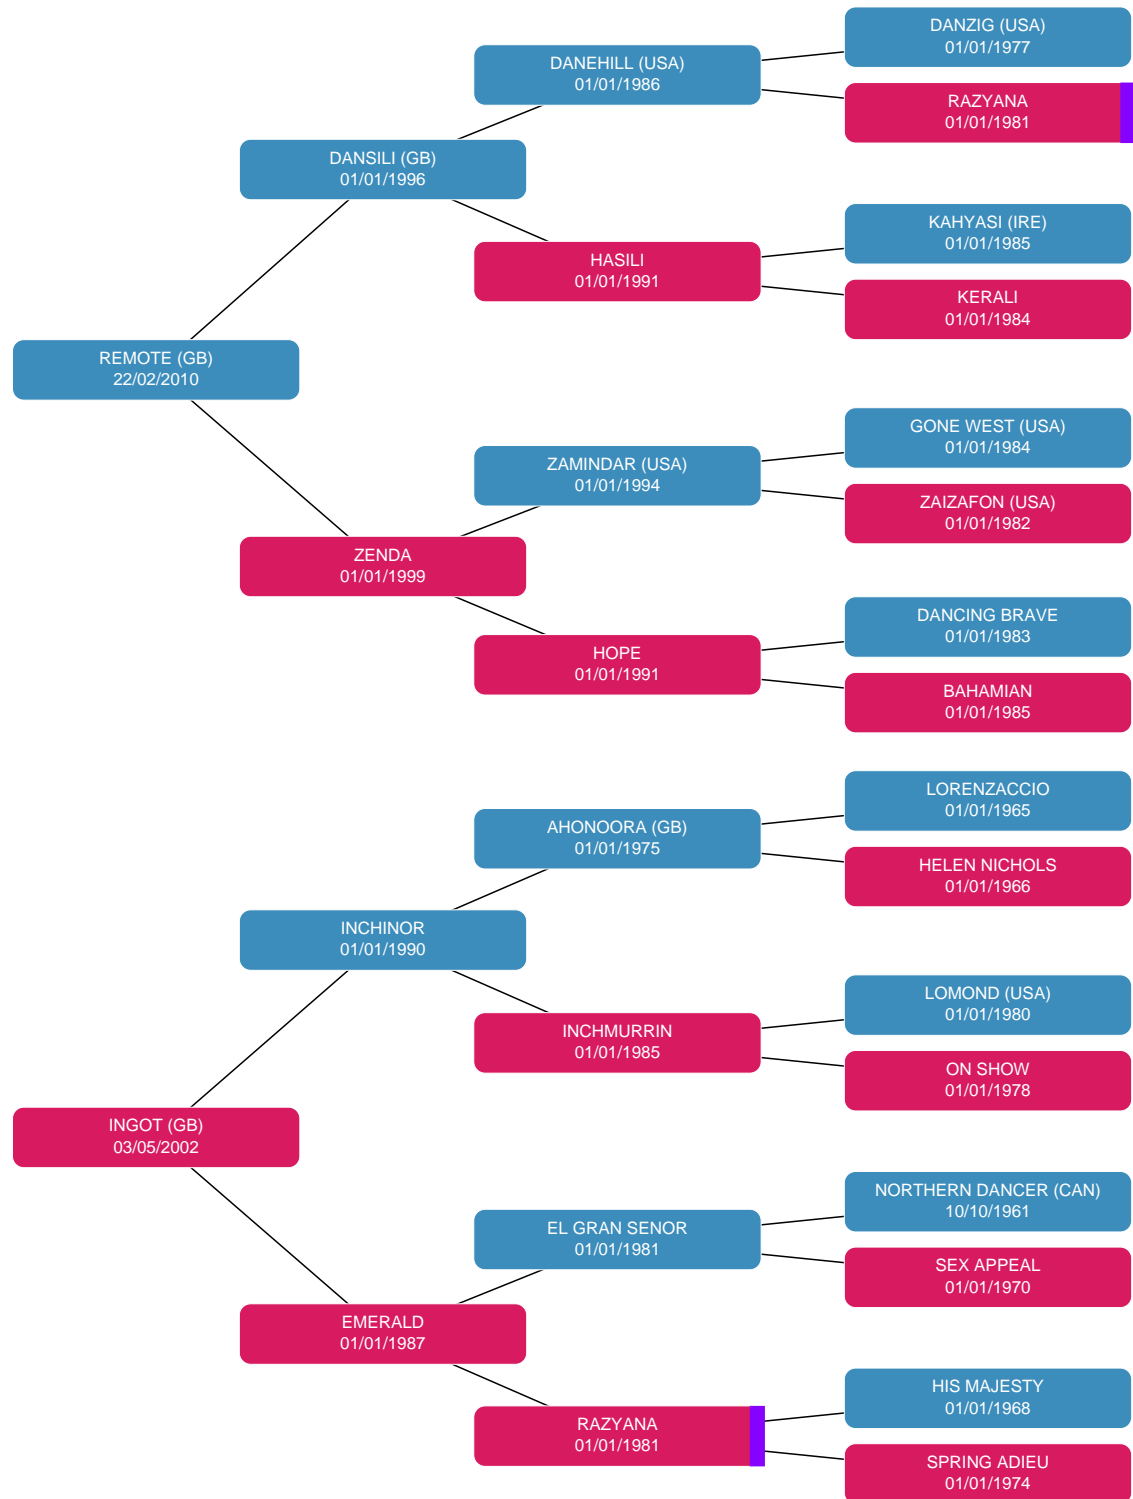 DANZIG (USA)
01/01/1977
DANEHILL (USA)
01/01/1986
RAZYANA
01/01/1981
DANSILI (GB)
01/01/1996
KAHYASI (IRE)
01/01/1985
HASILI
01/01/1991
KERALI
01/01/1984
REMOTE (GB)
22/02/2010
GONE WEST (USA)
01/01/1984
ZAMINDAR (USA)
01/01/1994
ZAIZAFON (USA)
01/01/1982
ZENDA
01/01/1999
DANCING BRAVE
01/01/1983
HOPE
01/01/1991
BAHAMIAN
01/01/1985
LORENZACCIO
01/01/1965
AHONOORA (GB)
01/01/1975
HELEN NICHOLS
01/01/1966
INCHINOR
01/01/1990
LOMOND (USA)
01/01/1980
INCHMURRIN
01/01/1985
ON SHOW
01/01/1978
INGOT (GB)
03/05/2002
NORTHERN DANCER (CAN)
10/10/1961
EL GRAN SENOR
01/01/1981
SEX APPEAL
01/01/1970
EMERALD
01/01/1987
HIS MAJESTY
01/01/1968
RAZYANA
01/01/1981
SPRING ADIEU
01/01/1974